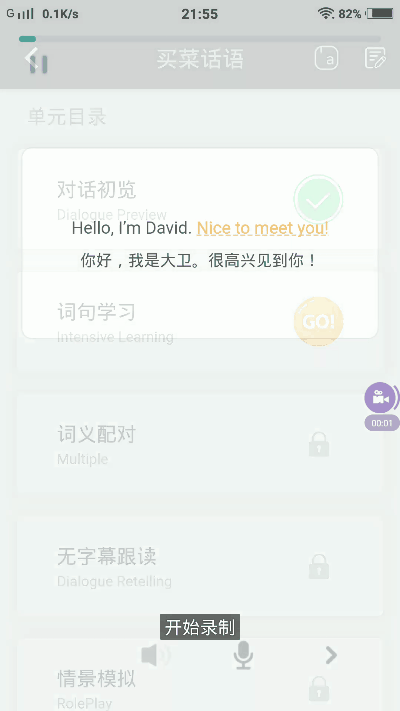 G 0.1K/s 21:55 82%
买菜话语
a
单元目录
对话初览
Dialogue Preview
Hello, I'm David. Nice to meet you!
你好，我是大卫。很高兴见到你！
词句学习
GO!
Intensive Learning
00:01
词义配对
Multiple
无字幕跟读
Dialogue Retelling
开始录制
情景模拟
RolePlay